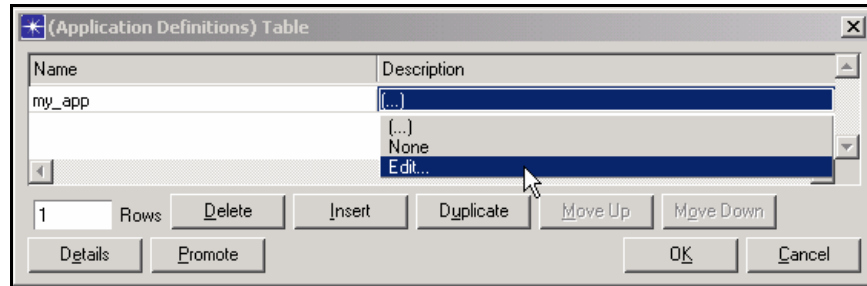 (Application Definitions) Table
Name Description
my_app (...)
(...)
None
Edit...
1 Rows Delete Insert Duplicate Move Up Move Down
Details Promote OK Cancel